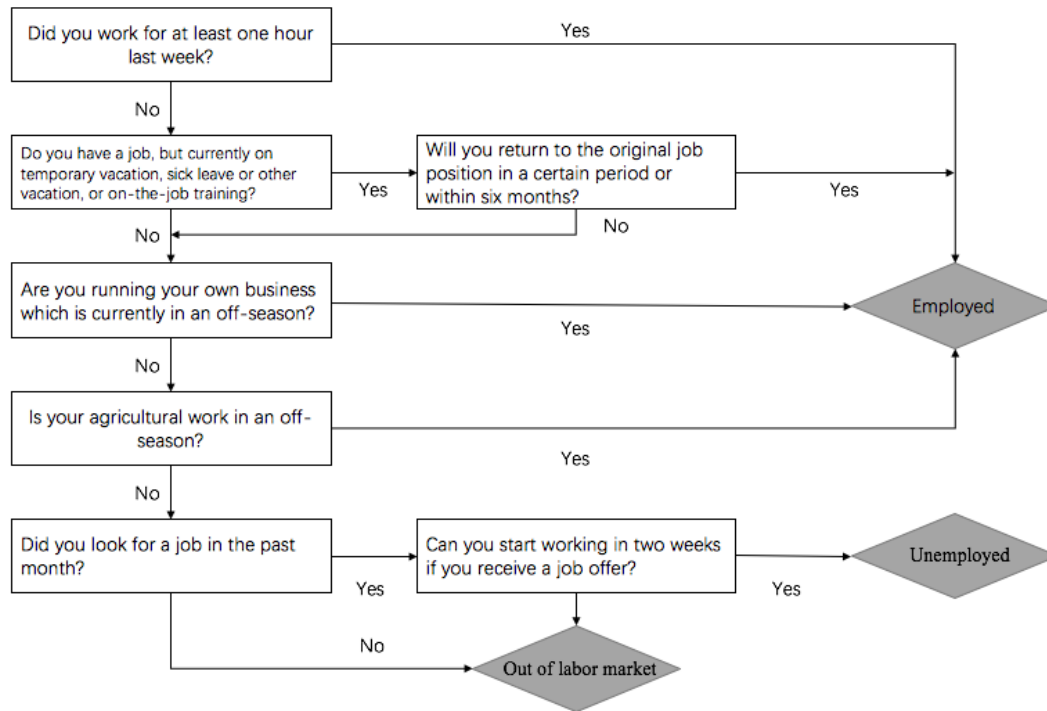 Did you work for at least one hour
last week?
Yes
No
Do you have a job, but currently on
temporary vacation, sick leave or other
vacation, or on-the-job training?
Yes
Will you return to the original job
position in a certain period or
within six months?
Yes
No
No
Are you running your own business
which is currently in an off-season?
Yes
Employed
No
Is your agricultural work in an off-
season?
Yes
No
Did you look for a job in the past
month?
Yes
Can you start working in two weeks
if you receive a job offer?
Yes
Unemployed
No
Out of labor market